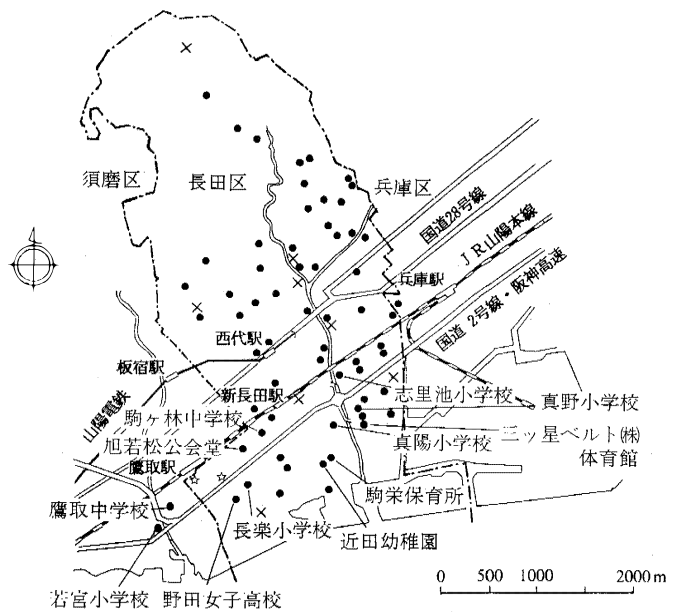 須磨区
長田区
兵庫区
国道28号線
JR山陽本線
兵庫駅
国道2号線・阪神高速
西代駅
板宿駅
新長田駅
志里池小学校
真野小学校
山陽電鉄
駒ヶ林中学校
旭若松公会堂
真陽小学校
三ッ星ベルト㈱
体育館
鷹取駅
駒栄保育所
鷹取中学校
長楽小学校
近田幼稚園
若宮小学校
野田女子高校
0 500 1000 2000m